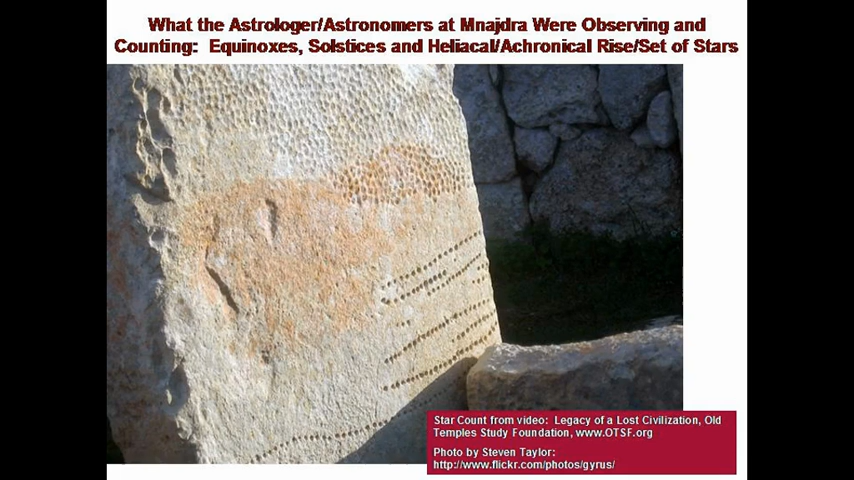 What the Astrologer/Astronomers at Mnajdra Were Observing and
Counting: Equinoxes, Solstices and Heliacal/Achronical Rise/Set of Stars
Star Count from video: Legacy of a Lost Civilization, Old
Temples Study Foundation, www.OTSF.org
Photo by Steven Taylor:
http://www.flickr.com/photos/gyrus/